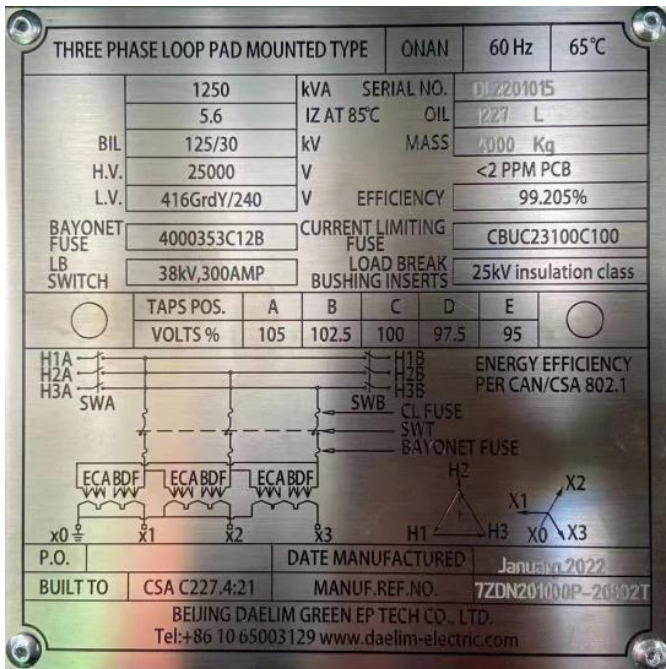 THREE PHASE LOOP PAD MOUNTED TYPE ONAN 60 Hz 65℃
1250 kVA SERIAL NO. DL2201015
5.6 IZ AT 85℃ OIL 1227 L
BIL 125/30 kV MASS 4000 Kg
H.V. 25000 V <2 PPM PCB
L.V. 416GrdY/240 V EFFICIENCY 99.205%
BAYONET FUSE 4000353C12B CURRENT LIMITING FUSE CBUC23100C100
LB SWITCH 38kV,300AMP LOAD BREAK BUSHING INSERTS 25kV insulation class
TAPS POS. A B C D E
VOLTS % 105 102.5 100 97.5 95
H1A H1B ENERGY EFFICIENCY
H2A H2B PER CAN/CSA 802.1
H3A H3B
SWA SWB
CL FUSE
SWT
BAYONET FUSE
ECABDF ECABDF ECABDF
H2
X1 X2
x0 x1 x2 x3 H1 H3 X0 X3
P.O. DATE MANUFACTURED January.2022
BUILT TO CSA C227.4:21 MANUF.REF.NO. 7ZDN201000P-20802T
BEIJING DAELIM GREEN EP TECH CO., LTD.
Tel:+86 10 65003129 www.daelim-electric.com